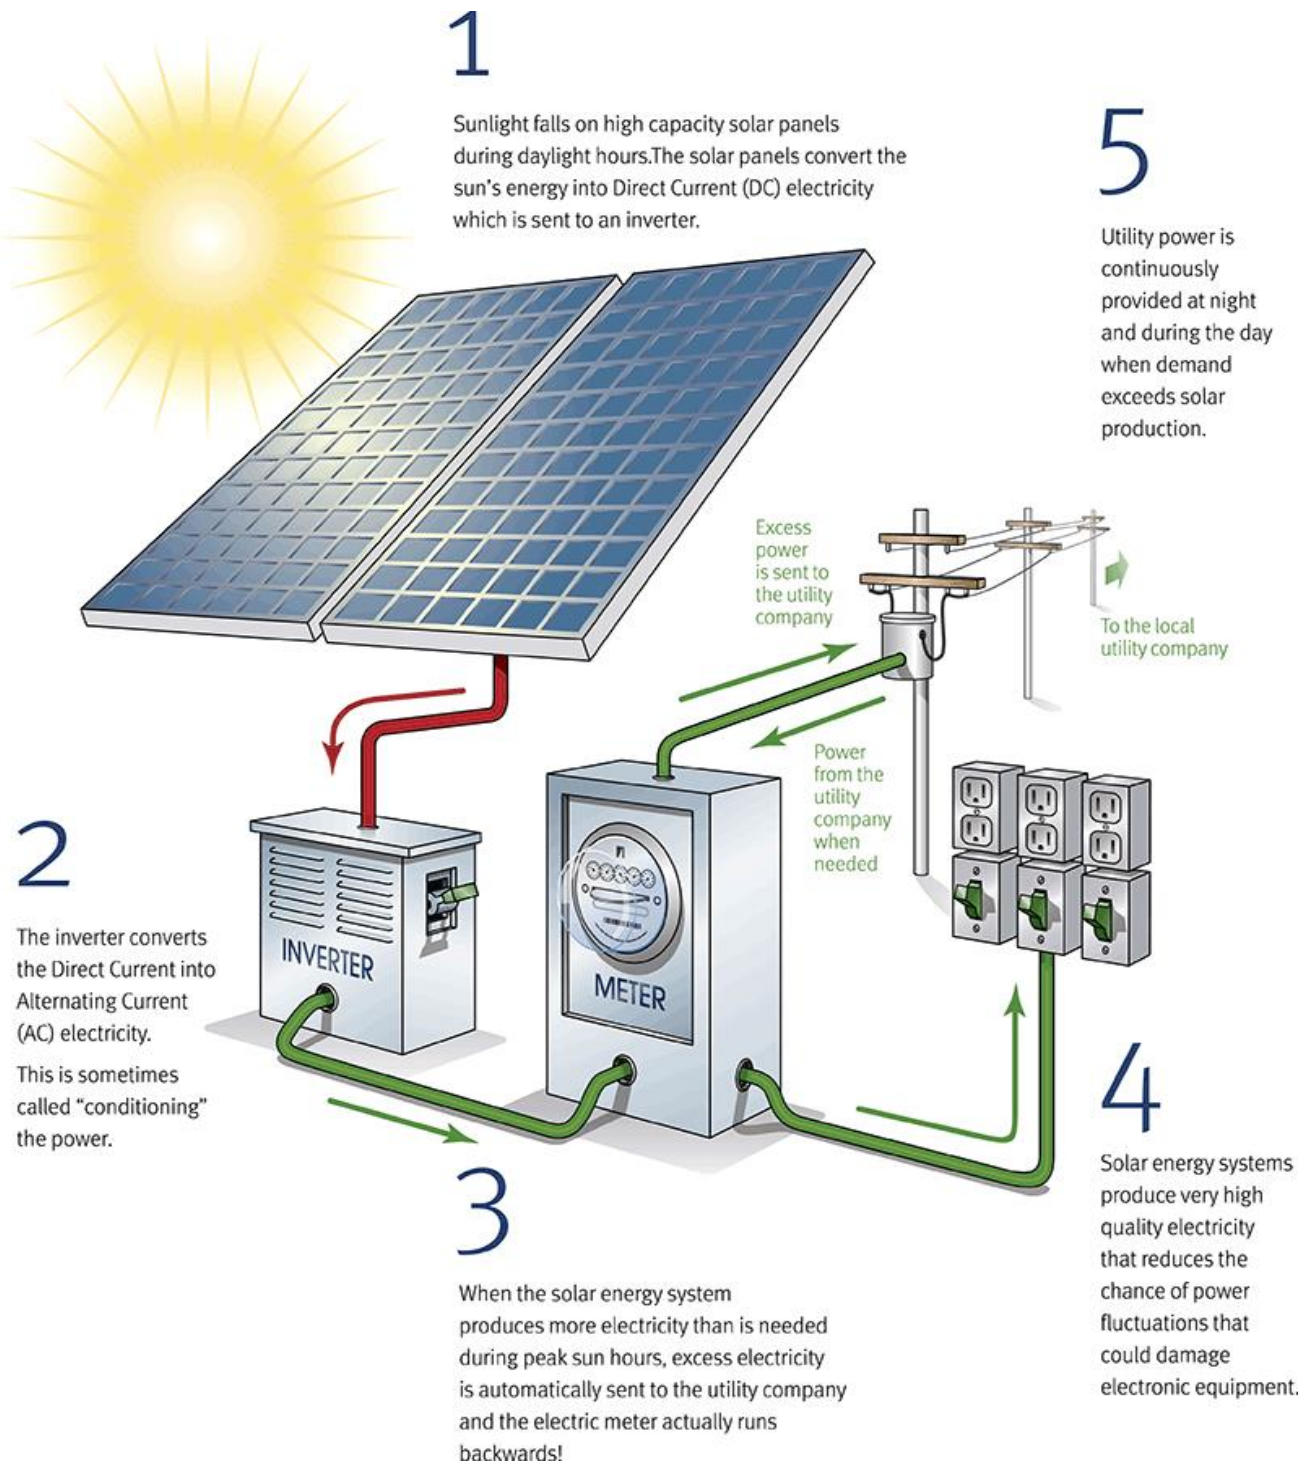 1
Sunlight falls on high capacity solar panels
during daylight hours.The solar panels convert the
sun's energy into Direct Current (DC) electricity
which is sent to an inverter.
5
Utility power is
continuously
provided at night
and during the day
when demand
exceeds solar
production.
Excess
power
is sent to
the utility
company
To the local
utility company
Power
from the
utility
company
when
needed
2
The inverter converts
the Direct Current into
Alternating Current
(AC) electricity.
This is sometimes
called “conditioning”
the power.
INVERTER
METER
3
When the solar energy system
produces more electricity than is needed
during peak sun hours, excess electricity
is automatically sent to the utility company
and the electric meter actually runs
backwards!
4
Solar energy systems
produce very high
quality electricity
that reduces the
chance of power
fluctuations that
could damage
electronic equipment.